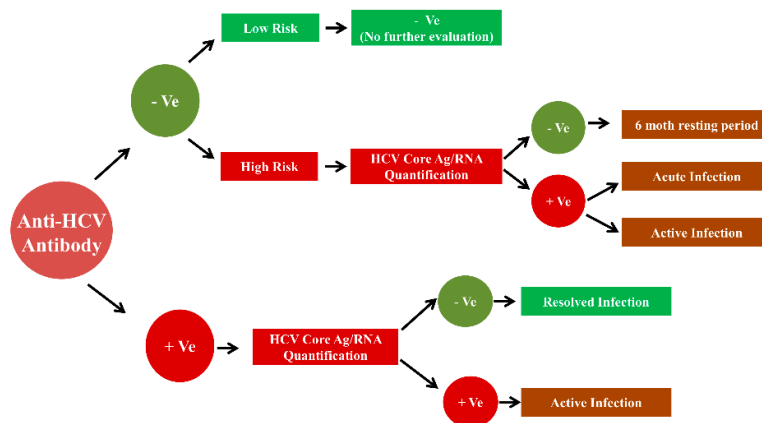 Low Risk
- Ve
(No further evaluation)
- Ve
- Ve
6 moth resting period
High Risk
HCV Core Ag/RNA
Quantification
Acute Infection
+ Ve
Active Infection
Anti-HCV
Antibody
- Ve
Resolved Infection
+ Ve
HCV Core Ag/RNA
Quantification
+ Ve
Active Infection